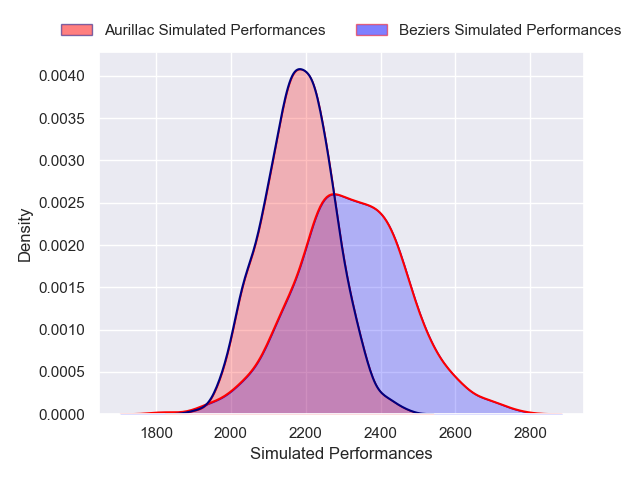 Aurillac Simulated Performances Beziers Simulated Performances
0.0040
0.0035
0.0030
0.0025
0.0020
0.0015
0.0010
0.0005
0.0000
Density
1800 2000 2200 2400 2600 2800
Simulated Performances